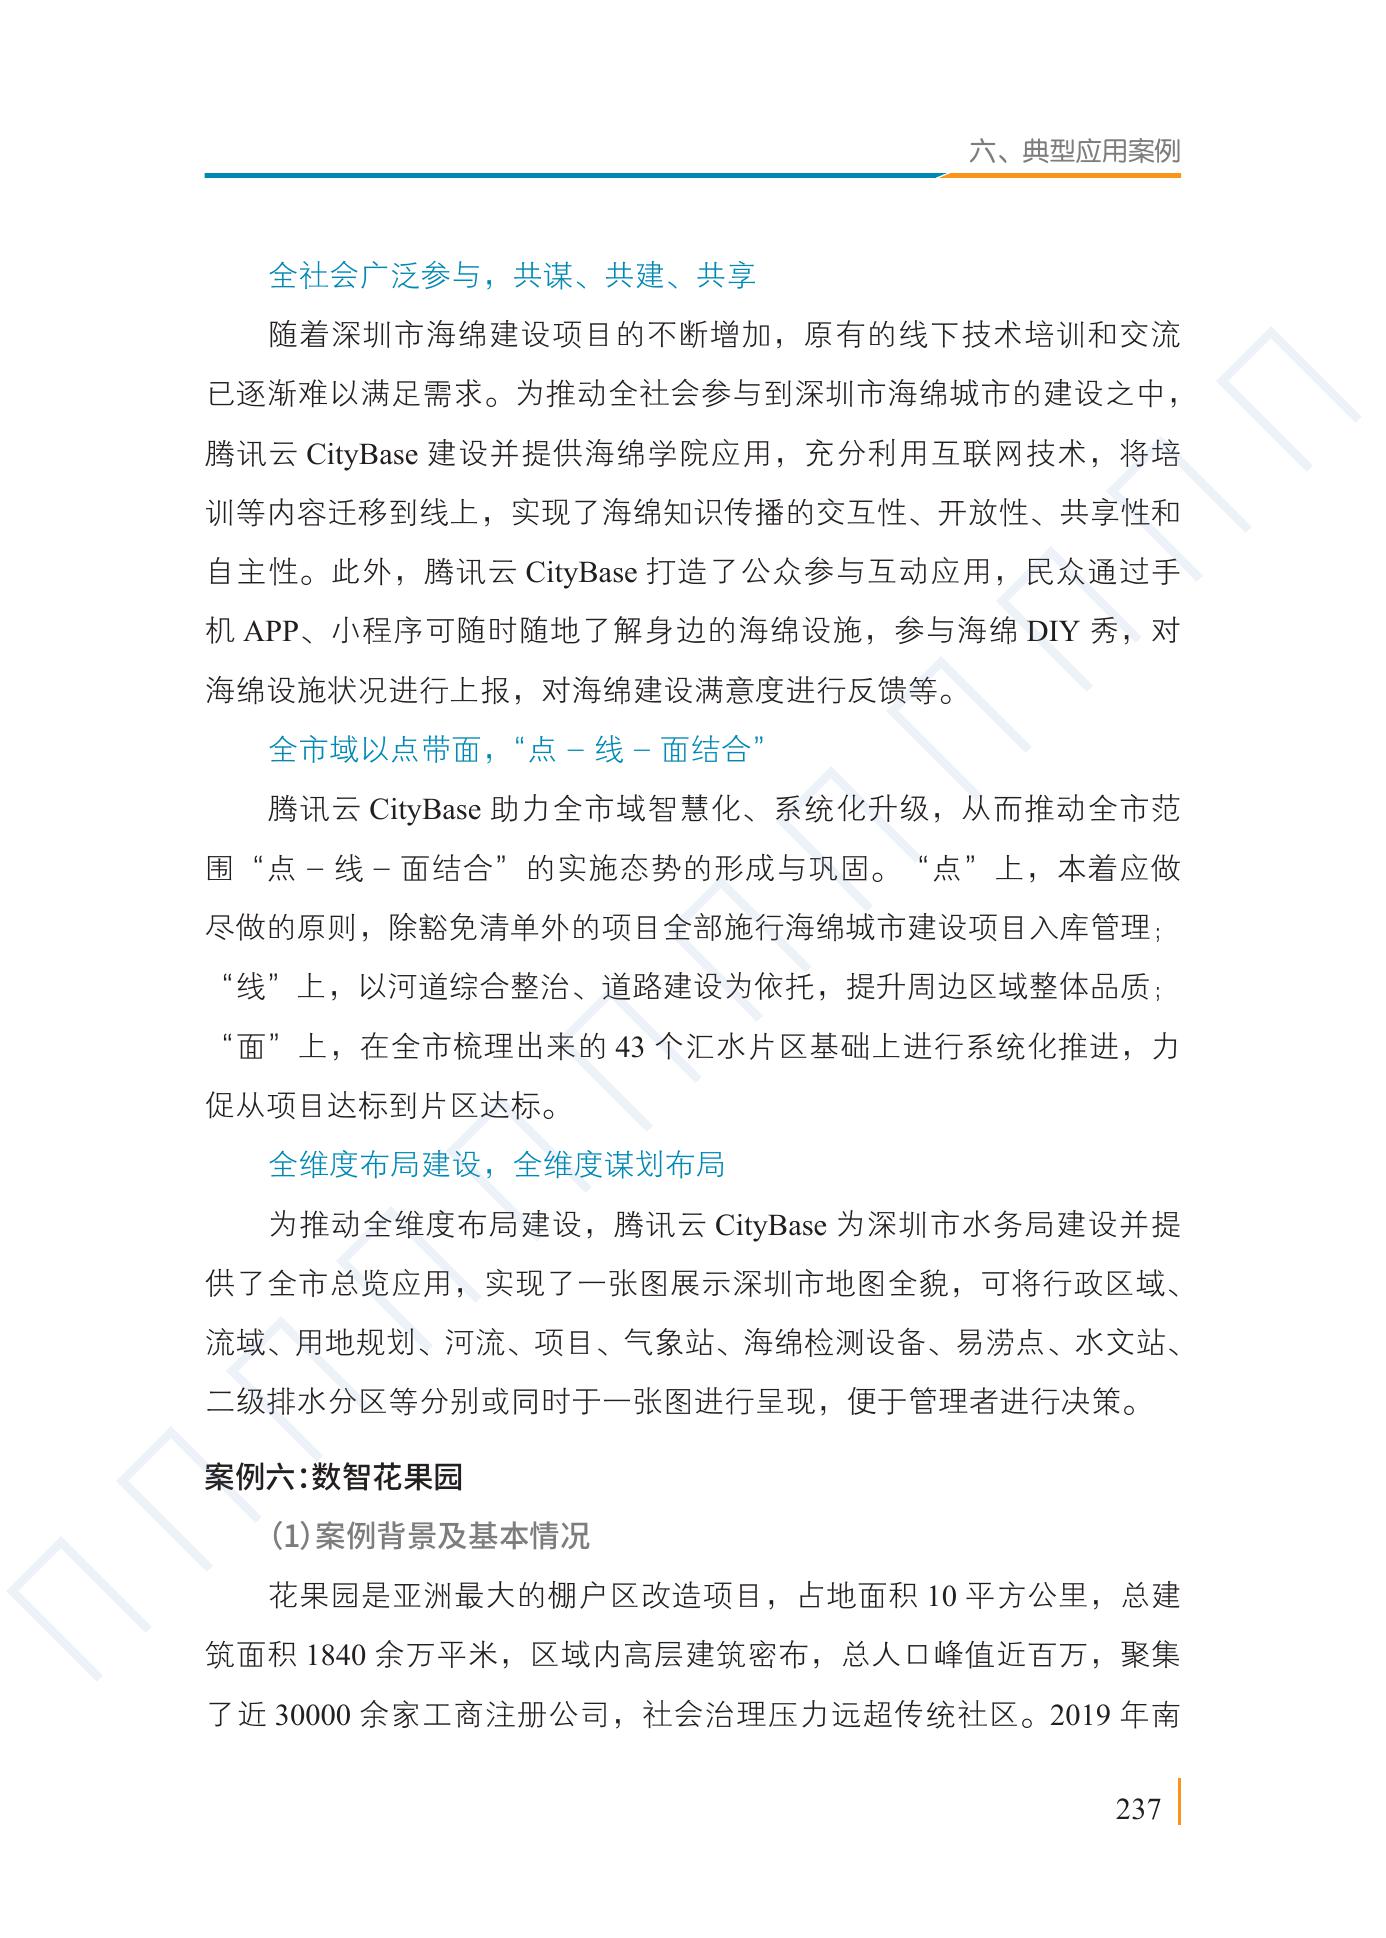 六、典型应用案例
全社会广泛参与，共谋、共建、共享
随着深圳市海绵建设项目的不断增加，原有的线下技术培训和交流
已逐渐难以满足需求。为推动全社会参与到深圳市海绵城市的建设之中，
腾讯云 CityBase 建设并提供海绵学院应用，充分利用互联网技术，将培
训等内容迁移到线上，实现了海绵知识传播的交互性、开放性、共享性和
自主性。此外，腾讯云 CityBase 打造了公众参与互动应用，民众通过手
机 APP、小程序可随时随地了解身边的海绵设施，参与海绵 DIY 秀，对
海绵设施状况进行上报，对海绵建设满意度进行反馈等。
全市域以点带面，“点 – 线 – 面结合”
腾讯云 CityBase 助力全市域智慧化、系统化升级，从而推动全市范
围“点 – 线 – 面结合”的实施态势的形成与巩固。“点”上，本着应做
尽做的原则，除豁免清单外的项目全部施行海绵城市建设项目入库管理；
“线”上，以河道综合整治、道路建设为依托，提升周边区域整体品质；
“面”上，在全市梳理出来的 43 个汇水片区基础上进行系统化推进，力
促从项目达标到片区达标。
全维度布局建设，全维度谋划布局
为推动全维度布局建设，腾讯云 CityBase 为深圳市水务局建设并提
供了全市总览应用，实现了一张图展示深圳市地图全貌，可将行政区域、
流域、用地规划、河流、项目、气象站、海绵检测设备、易涝点、水文站、
二级排水分区等分别或同时于一张图进行呈现，便于管理者进行决策。
案例六：数智花果园
（1）案例背景及基本情况
花果园是亚洲最大的棚户区改造项目，占地面积 10 平方公里，总建
筑面积 1840 余万平米，区域内高层建筑密布，总人口峰值近百万，聚集
了近 30000 余家工商注册公司，社会治理压力远超传统社区。2019 年南
237